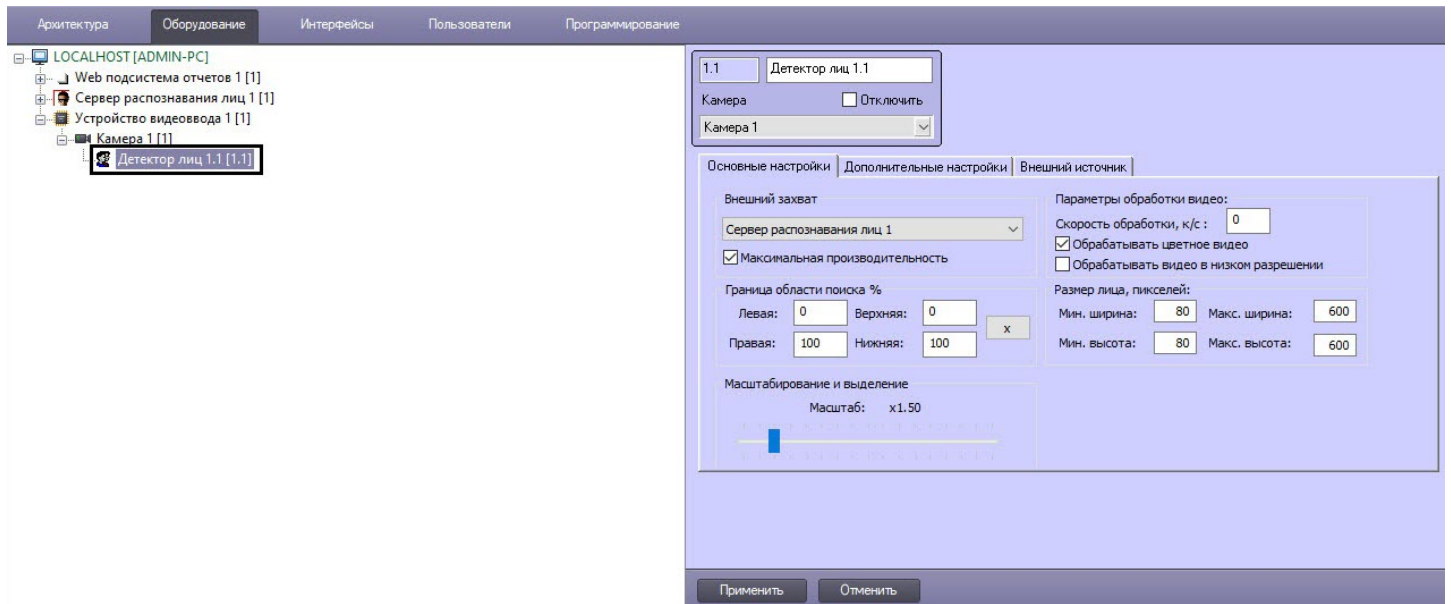 Архитектура Оборудование Интерфейсы Пользователи Программирование
LOCALHOST [ADMIN-PC]
Web подсистема отчетов 1 [1]
Сервер распознавания лиц 1 [1]
Устройство видеоввода 1 [1]
Камера 1 [1]
Детектор лиц 1.1 [1.1]
1.1 Детектор лиц 1.1
Камера Отключить
Камера 1
Основные настройки Дополнительные настройки Внешний источник
Внешний захват
Сервер распознавания лиц 1
Максимальная производительность
Параметры обработки видео:
Скорость обработки, к/с : 0
Обрабатывать цветное видео
Обрабатывать видео в низком разрешении
Граница области поиска %
Левая: 0 Верхняя: 0
x
Правая: 100 Нижняя: 100
Размер лица, пикселей:
Мин. ширина: 80 Макс. ширина: 600
Мин. высота: 80 Макс. высота: 600
Масштабирование и выделение
Масштаб: x1.50
Применить Отменить